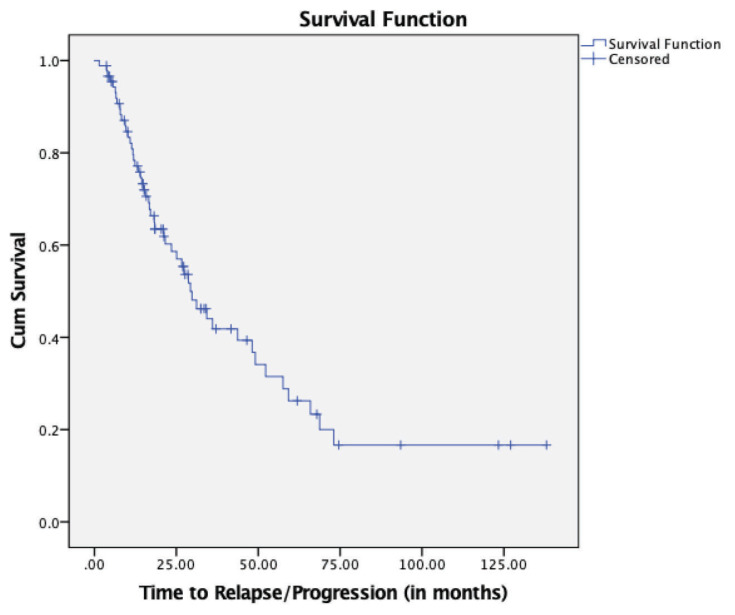 Survival Function
Survival Function
Censored
1.0
0.8
0.6
0.4
0.2
0.0
Cum Survival
.00 25.00 50.00 75.00 100.00 125.00
Time to Relapse/Progression (in months)